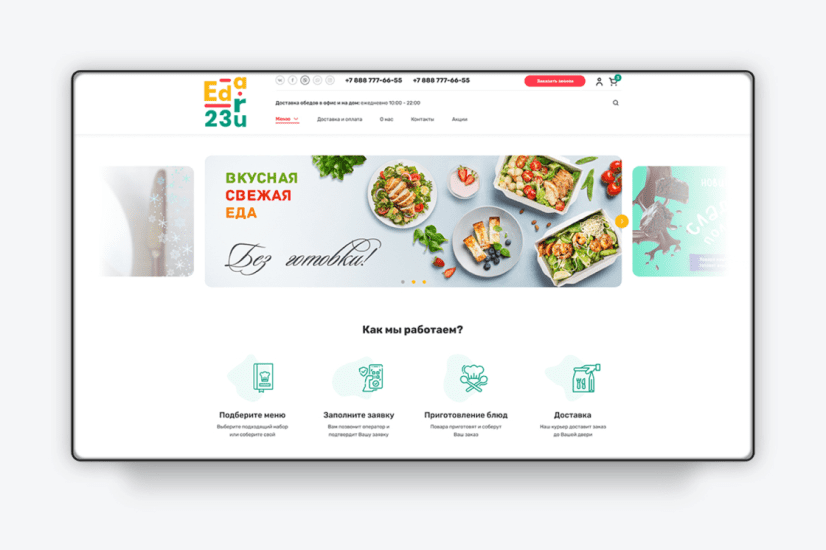 Eda
r
23u
+7 888 777-66-55
+7 888 777-66-55
Заказать звонок
Доставка обедов в офис и на дом: ежедневно 10:00 - 22:00
Меню
Доставка и оплата
О нас
Контакты
Акции
ВКУСНАЯ
СВЕЖАЯ
ЕДА
Без готовки!
Как мы работаем?
Подберите меню
Выберите подходящий набор
или соберите свой
Заполните заявку
Вам позвонит оператор и
подтвердит Вашу заявку
Приготовление блюд
Повара приготовят и соберут
Ваш заказ
Доставка
Наш курьер доставит заказ
до Вашей двери